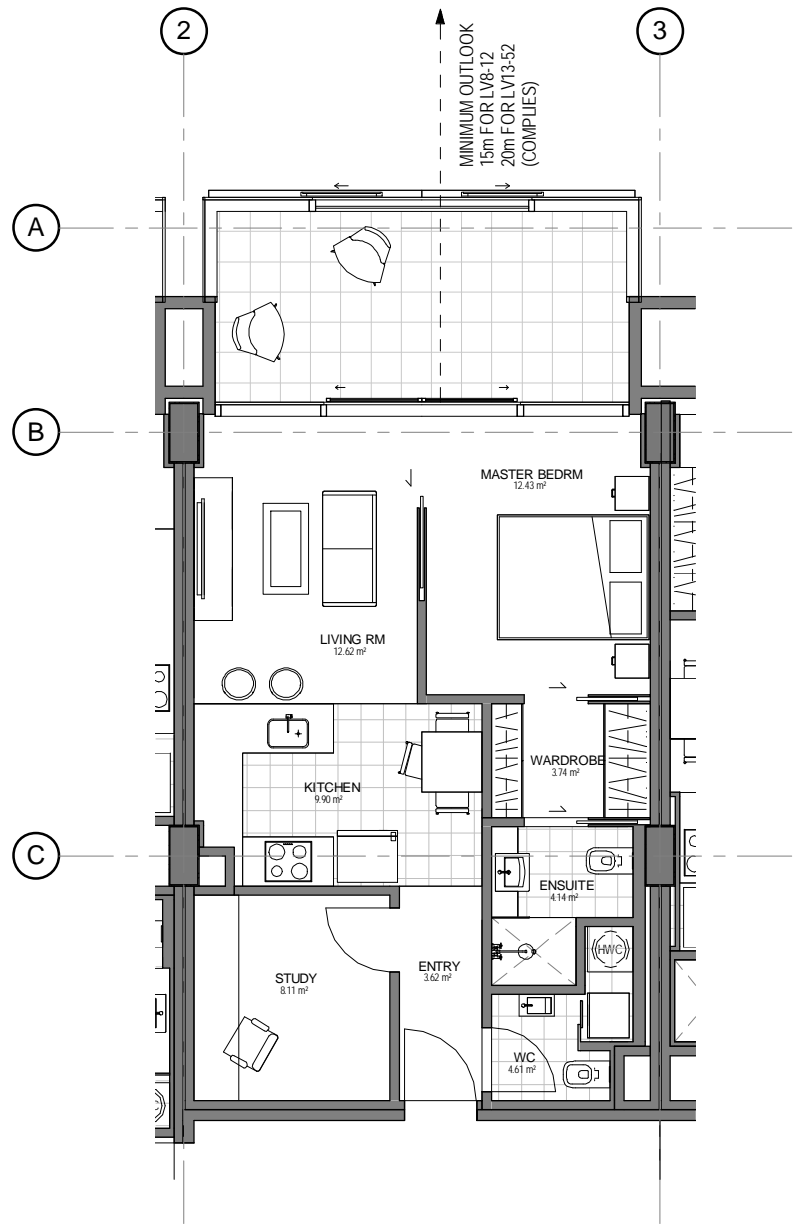 2
3
MINIMUM OUTLOOK
15m FOR LV8-12
20m FOR LV13-52
(COMPLIES)
A
B
MASTER BEDRM
12.43 m²
LIVING RM
12.62 m²
WARDROBE
3.74 m²
KITCHEN
9.90 m²
C
ENSUITE
4.14 m²
HWC
ENTRY
3.62 m²
STUDY
8.11 m²
WC
4.61 m²